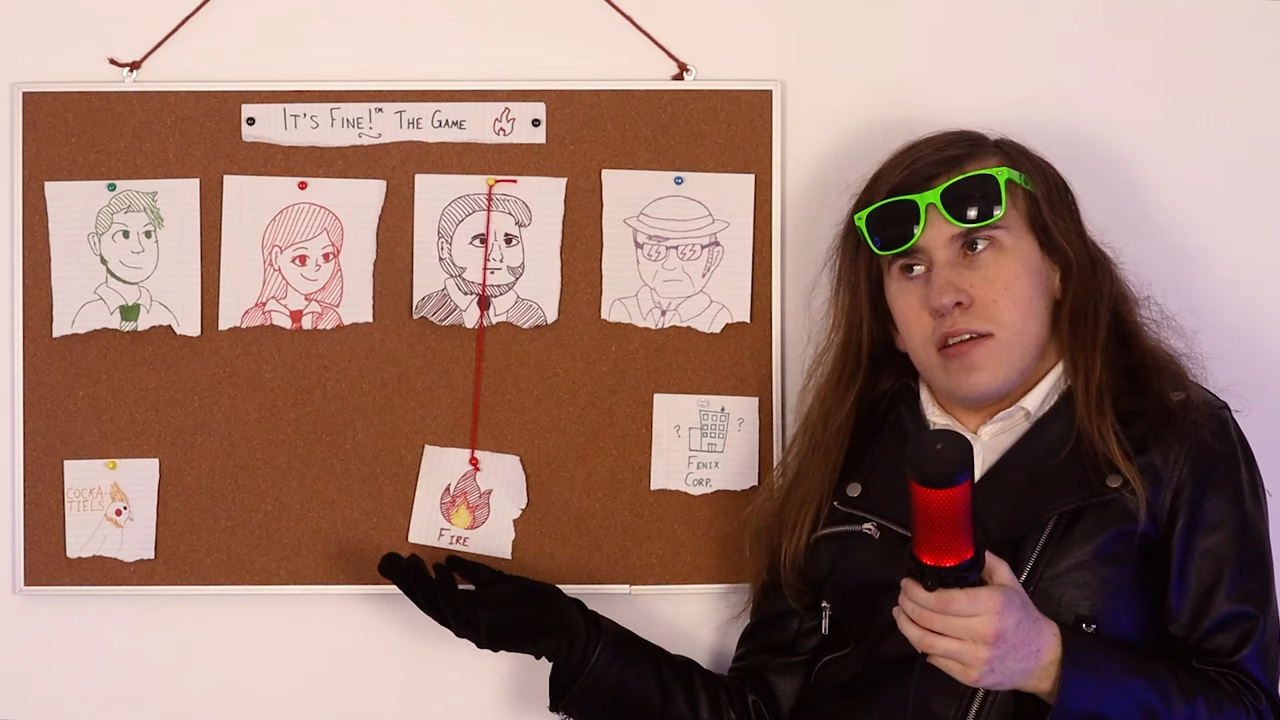 IT'S FINE!™ THE GAME
COCKA-
TIELS
FIRE
? ?
FENIX
CORP.